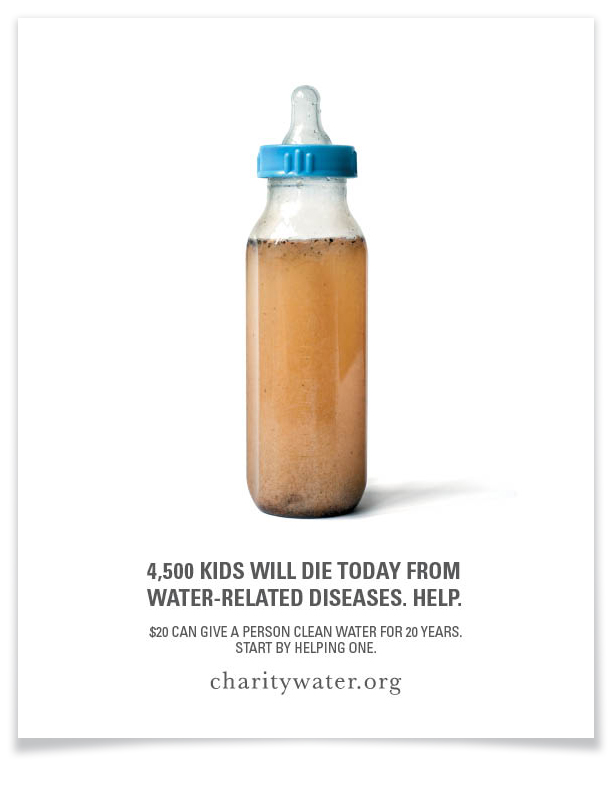 4,500 KIDS WILL DIE TODAY FROM
WATER-RELATED DISEASES. HELP.
$20 CAN GIVE A PERSON CLEAN WATER FOR 20 YEARS.
START BY HELPING ONE.
charitywater.org